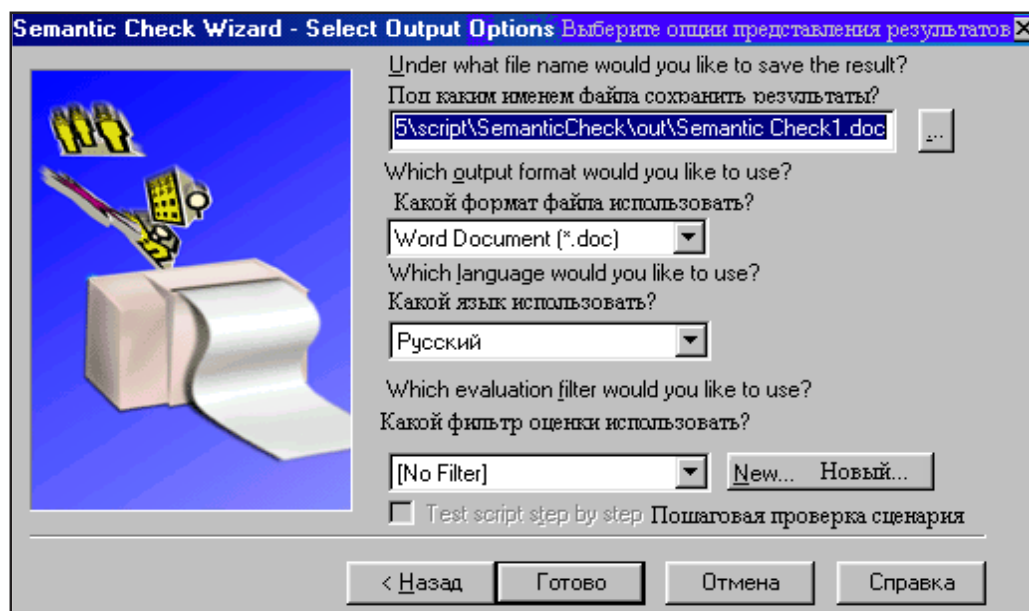 Semantic Check Wizard - Select Output Options Выберите опции представления результатов
Under what file name would you like to save the result?
Под каким именем файла сохранить результаты?
5\script\SemanticCheck\out\Semantic Check1.doc
...
Which output format would you like to use?
Какой формат файла использовать?
Word Document (*.doc)
Which language would you like to use?
Какой язык использовать?
Русский
Which evaluation filter would you like to use?
Какой фильтр оценки использовать?
[No Filter]
New... Новый...
Test script step by step Пошаговая проверка сценария
< Назад Готово Отмена Справка